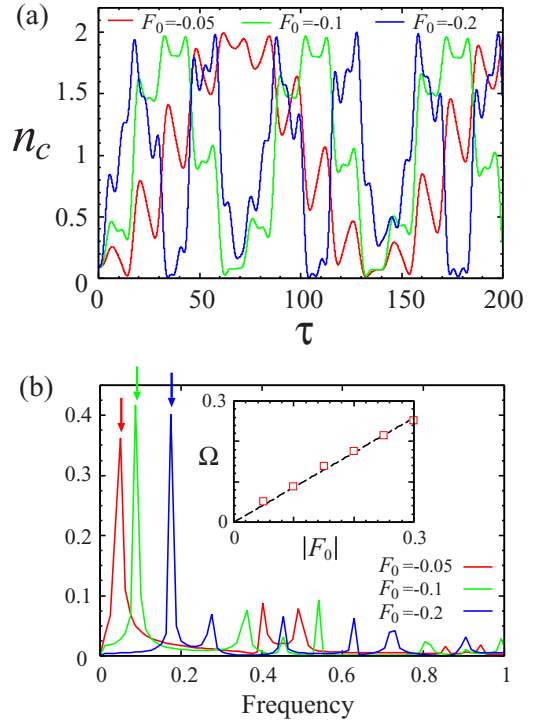 (a)
F₀=-0.05 F₀=-0.1 F₀=-0.2
2
1.5
1
0.5
0
n_c
0 50 100 150 200
τ
(b)
0.4
0.3
0.2
0.1
0
0.3
Ω
0
0 0.3
|F₀|
F₀=-0.05
F₀=-0.1
F₀=-0.2
0 0.2 0.4 0.6 0.8 1
Frequency